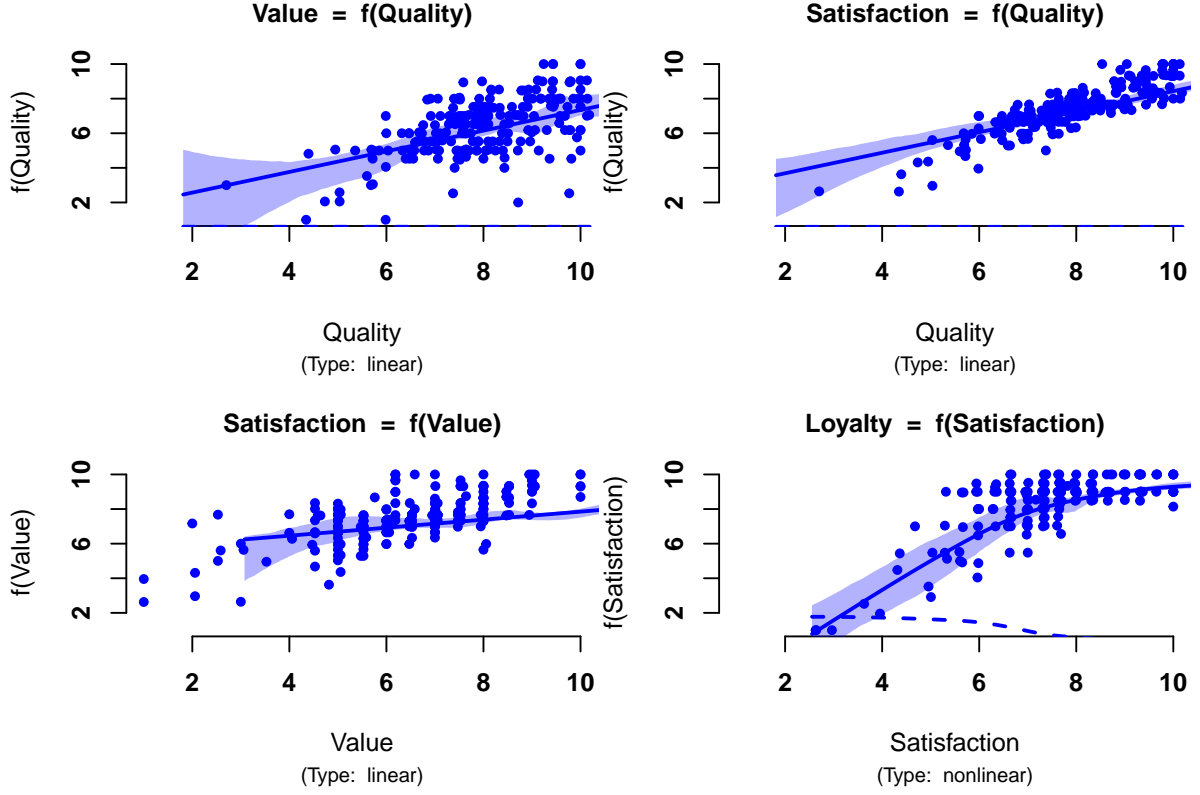 Value = f(Quality)
f(Quality)
10
6
2
2 4 6 8 10
Quality
(Type: linear)
Satisfaction = f(Quality)
f(Quality)
10
6
2
2 4 6 8 10
Quality
(Type: linear)
Satisfaction = f(Value)
f(Value)
10
6
2
2 4 6 8 10
Value
(Type: linear)
Loyalty = f(Satisfaction)
f(Satisfaction)
10
6
2
2 4 6 8 10
Satisfaction
(Type: nonlinear)